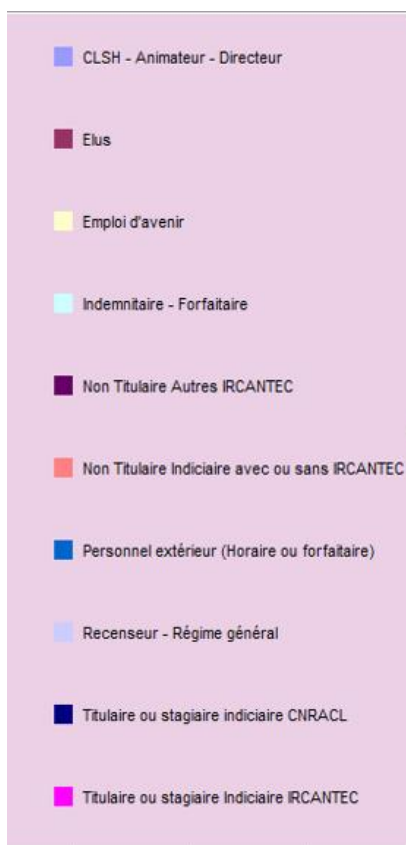 CLSH - Animateur - Directeur
Elus
Emploi d'avenir
Indemnitaire - Forfaitaire
Non Titulaire Autres IRCANTEC
Non Titulaire Indiciaire avec ou sans IRCANTEC
Personnel extérieur (Horaire ou forfaitaire)
Recenseur - Régime général
Titulaire ou stagiaire indiciaire CNRACL
Titulaire ou stagiaire Indiciaire IRCANTEC